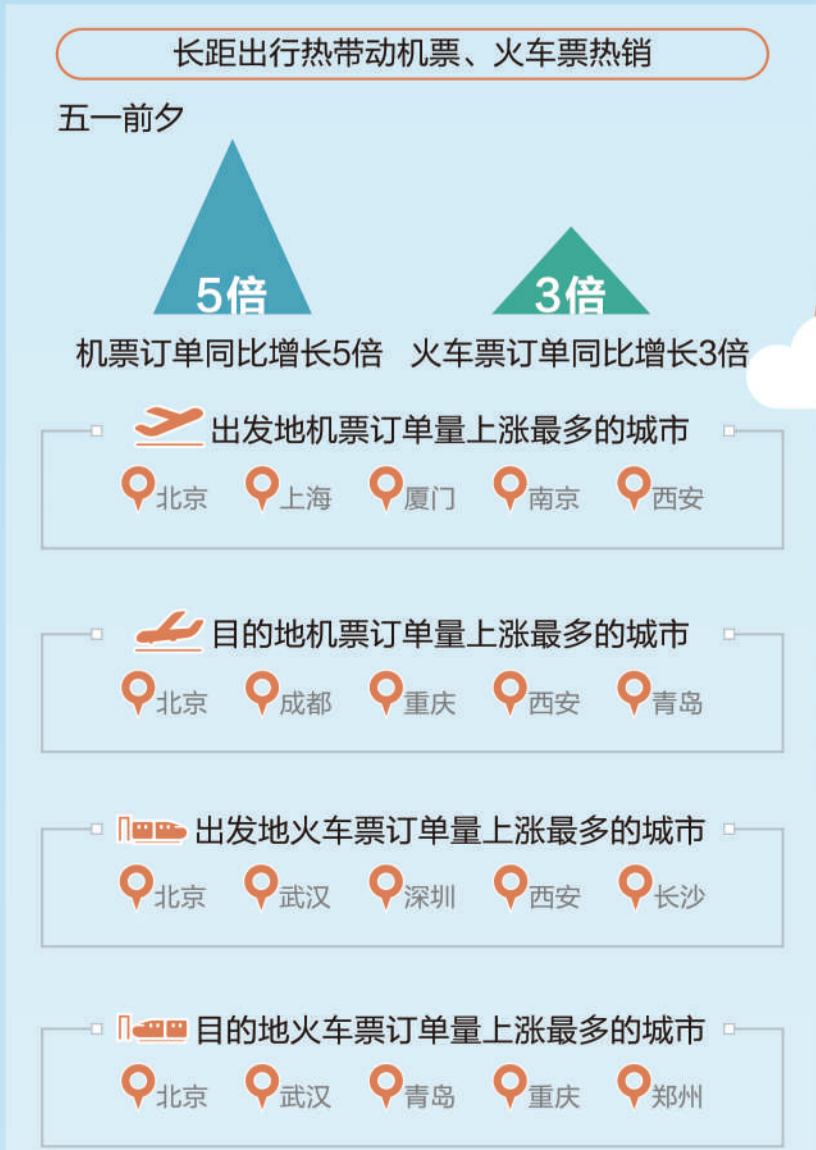 长距出行热带动机票、火车票热销
五一前夕
5倍 3倍
机票订单同比增长5倍 火车票订单同比增长3倍
出发地机票订单量上涨最多的城市
北京 上海 厦门 南京 西安
目的地机票订单量上涨最多的城市
北京 成都 重庆 西安 青岛
出发地火车票订单量上涨最多的城市
北京 武汉 深圳 西安 长沙
目的地火车票订单量上涨最多的城市
北京 武汉 青岛 重庆 郑州